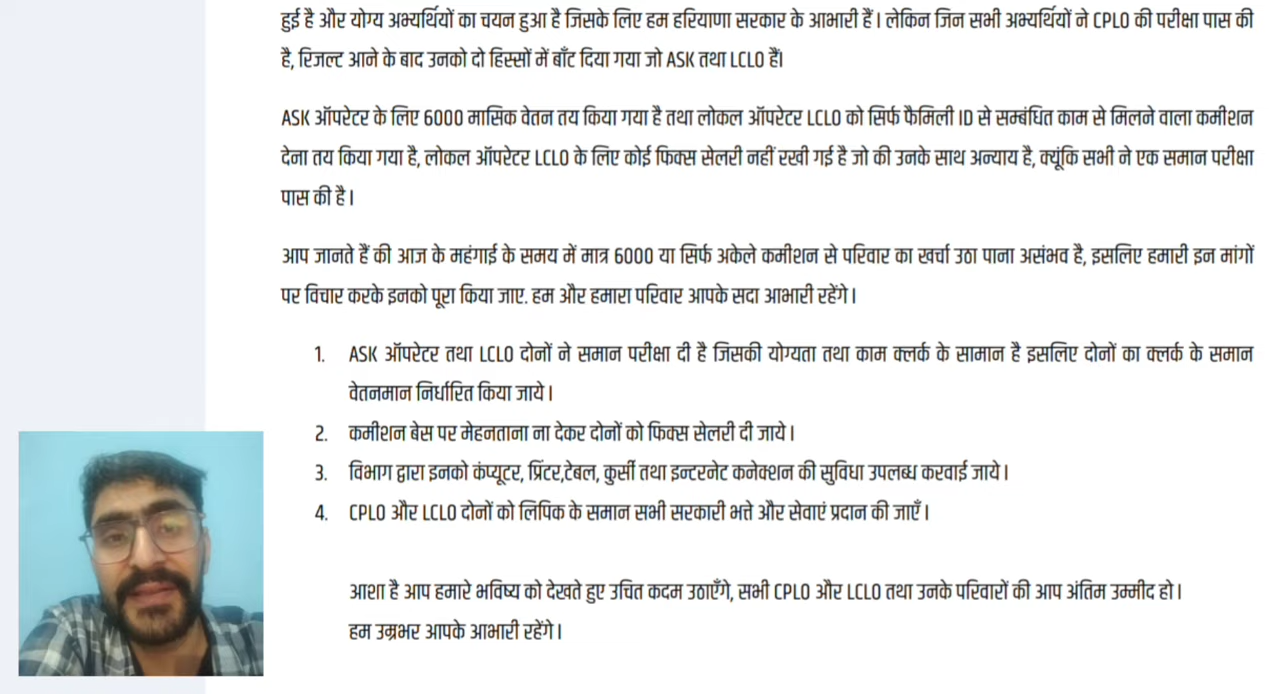 हुई है और योग्य अभ्यर्थियों का चयन हुआ है जिसके लिए हम हरियाणा सरकार के आभारी हैं। लेकिन जिन सभी अभ्यर्थियों ने CPLO की परीक्षा पास की
है, रिजल्ट आने के बाद उनको दो हिस्सों में बाँट दिया गया जो ASK तथा LCLO हैं।
ASK ऑपरेटर के लिए 6000 मासिक वेतन तय किया गया है तथा लोकल ऑपरेटर LCLO को सिर्फ फैमिली ID से सम्बंधित काम से मिलने वाला कमीशन
देना तय किया गया है, लोकल ऑपरेटर LCLO के लिए कोई फिक्स सेलरी नहीं रखी गई है जो की उनके साथ अन्याय है, क्यूंकि सभी ने एक समान परीक्षा
पास की है।
आप जानते हैं की आज के महंगाई के समय में मात्र 6000 या सिर्फ अकेले कमीशन से परिवार का खर्चा उठा पाना असंभव है, इसलिए हमारी इन मांगों
पर विचार करके इनको पूरा किया जाए. हम और हमारा परिवार आपके सदा आभारी रहेंगे।
1. ASK ऑपरेटर तथा LCLO दोनों ने समान परीक्षा दी है जिसकी योग्यता तथा काम क्लर्क के सामान है इसलिए दोनों का क्लर्क के समान
वेतनमान निर्धारित किया जाये।
2. कमीशन बेस पर मेहनताना ना देकर दोनों को फिक्स सेलरी दी जाये।
3. विभाग द्वारा इनको कंप्यूटर, प्रिंटर,टेबल, कुर्सी तथा इन्टरनेट कनेक्शन की सुविधा उपलब्ध करवाई जाये।
4. CPLO और LCLO दोनों को लिपिक के समान सभी सरकारी भत्ते और सेवाएं प्रदान की जाएँ।
आशा है आप हमारे भविष्य को देखते हुए उचित कदम उठाएँगे, सभी CPLO और LCLO तथा उनके परिवारों की आप अंतिम उम्मीद हो।
हम उम्रभर आपके आभारी रहेंगे।